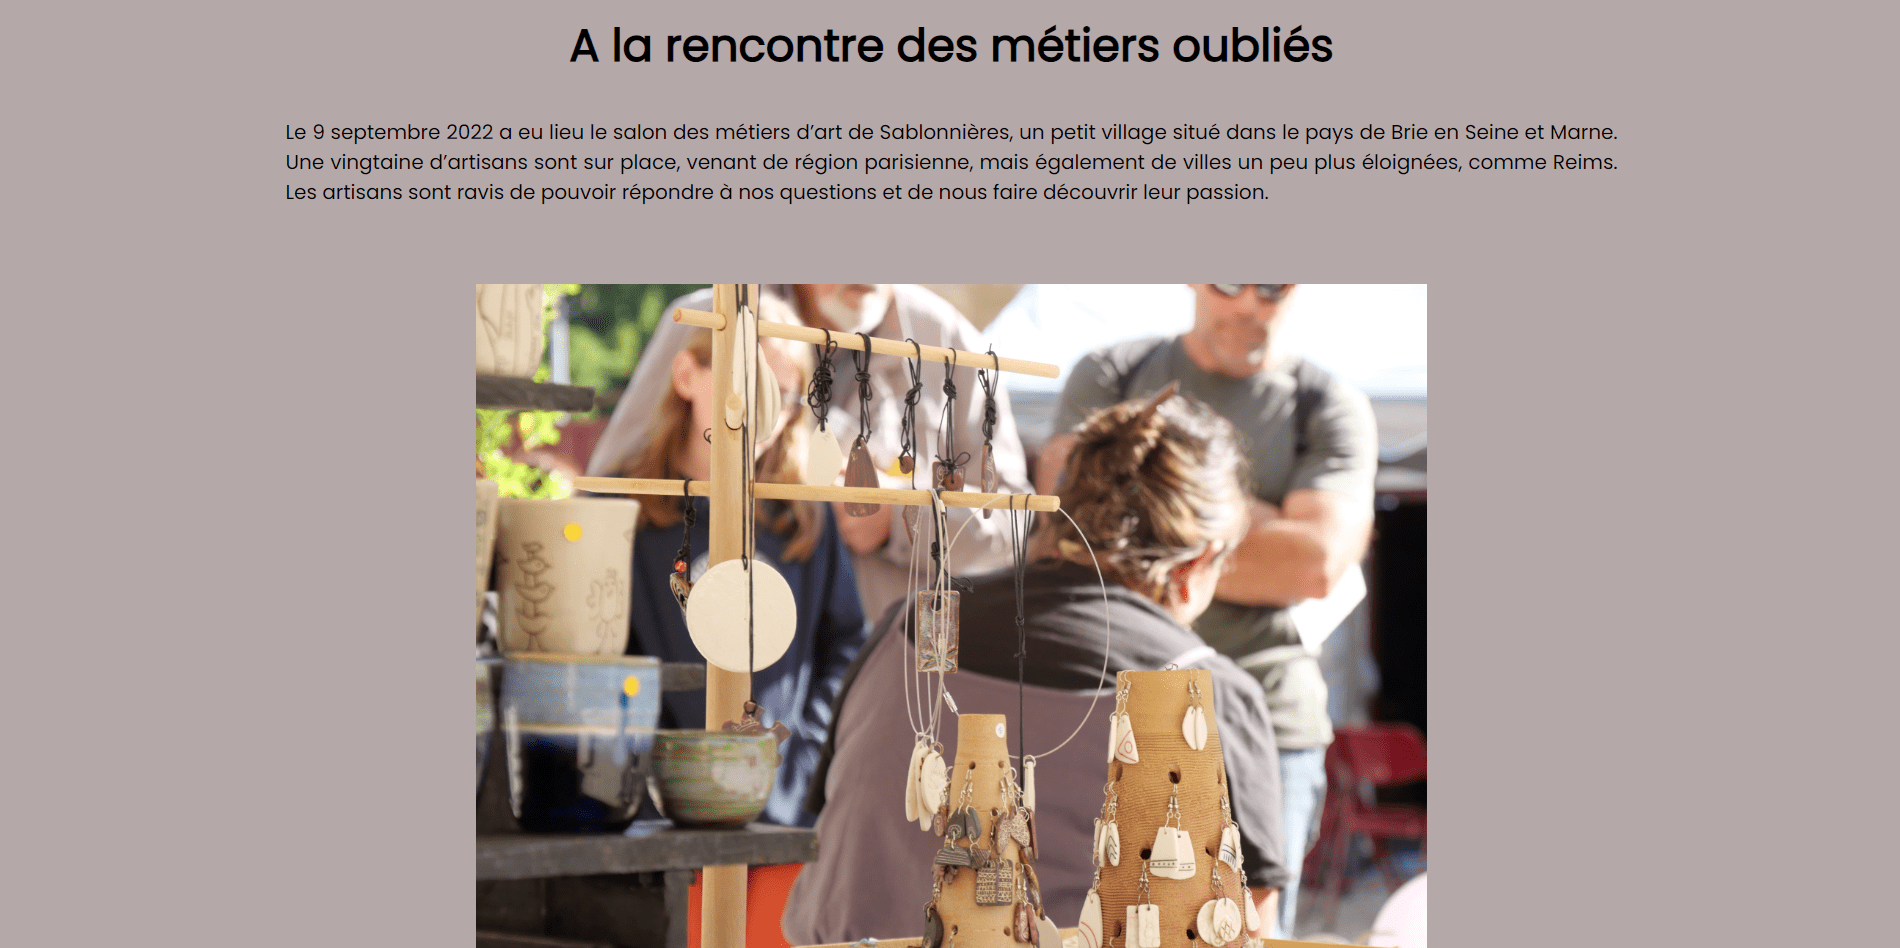 A la rencontre des métiers oubliés
Le 9 septembre 2022 a eu lieu le salon des métiers d’art de Sablonnières, un petit village situé dans le pays de Brie en Seine et Marne.
Une vingtaine d’artisans sont sur place, venant de région parisienne, mais également de villes un peu plus éloignées, comme Reims.
Les artisans sont ravis de pouvoir répondre à nos questions et de nous faire découvrir leur passion.